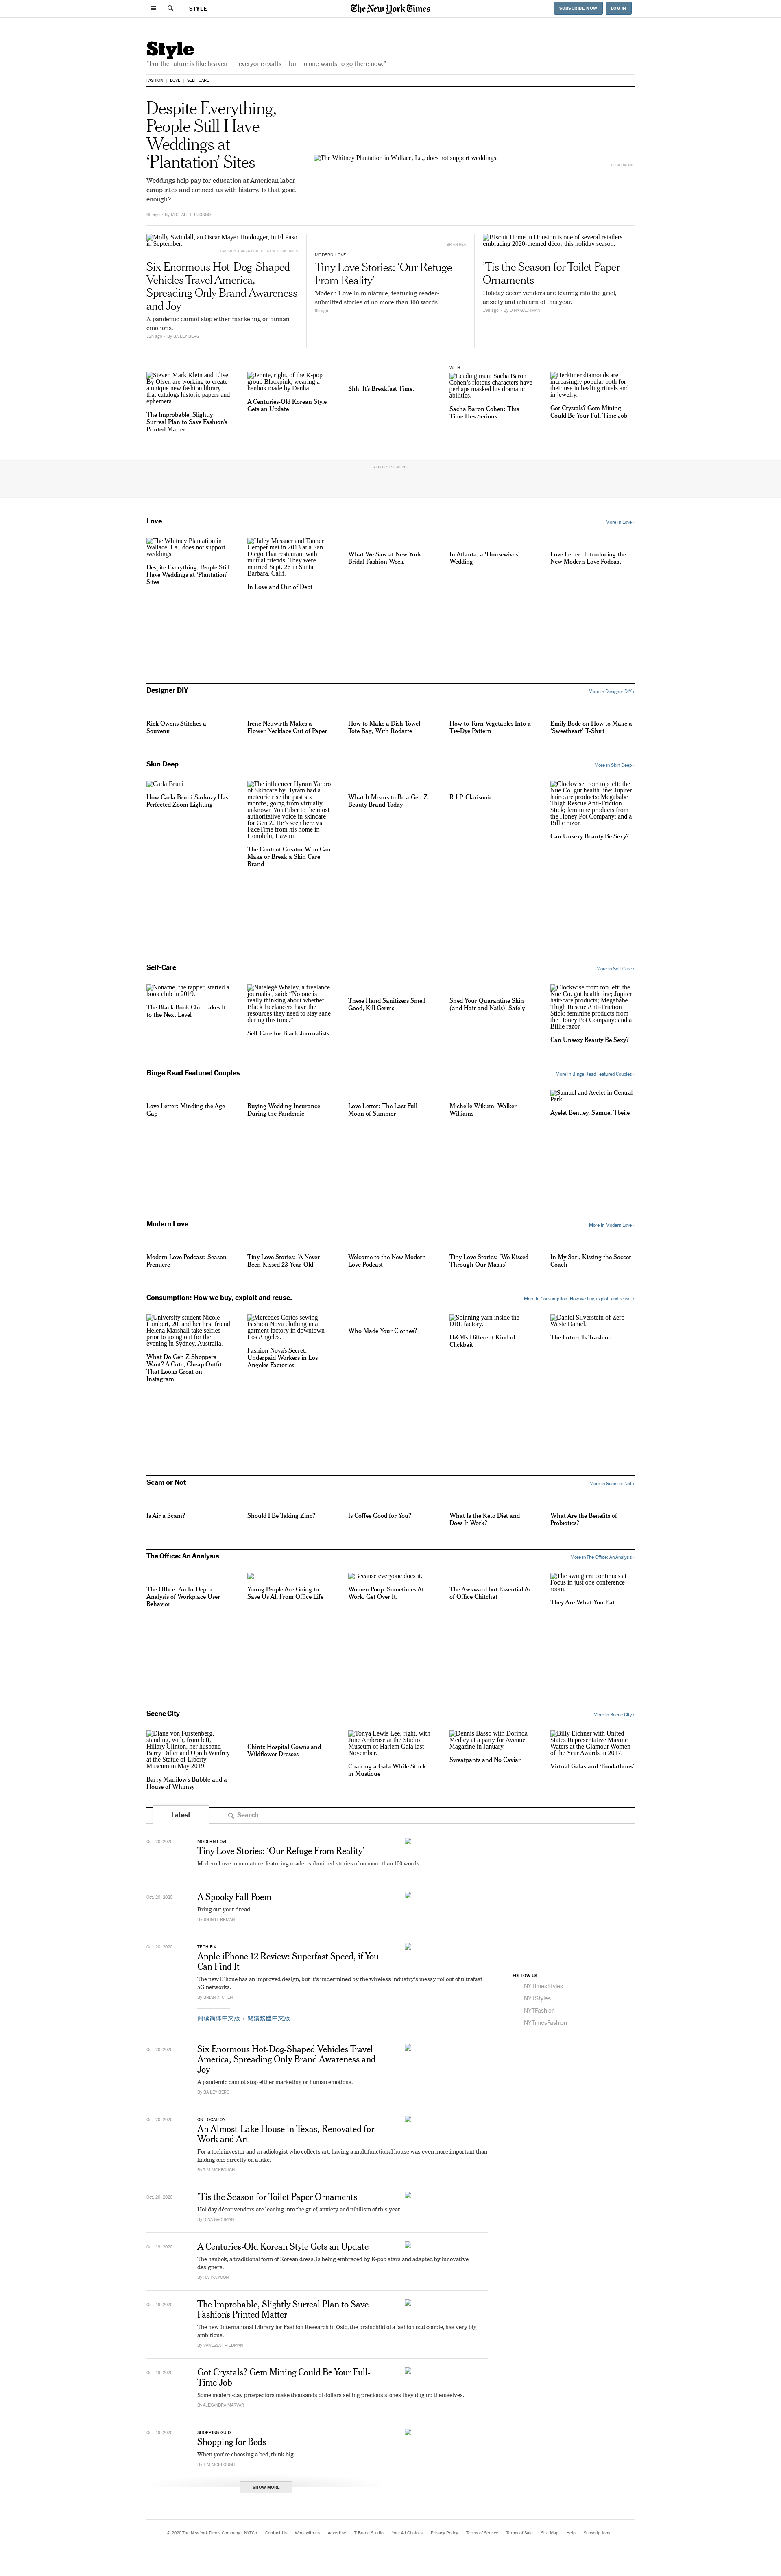 STYLE
The New York Times
SUBSCRIBE NOW
LOG IN
Style
"For the future is like heaven — everyone exalts it but no one wants to go there now."
FASHION
LOVE
SELF-CARE
Despite Everything,
People Still Have
Weddings at
‘Plantation’ Sites
Weddings help pay for education at American labor
camp sites and connect us with history. Is that good
enough?
By MICHAEL T. LUONGO
The Whitney Plantation in Wallace, La., does not support weddings.
Molly Swindall, an Oscar Mayer Hotdogger, in El Paso
in September.
Six Enormous Hot-Dog-Shaped
Vehicles Travel America,
Spreading Only Brand Awareness
and Joy
A pandemic cannot stop either marketing or human
emotions.
12h ago · By BAILEY BERG
MODERN LOVE
Tiny Love Stories: ‘Our Refuge
From Reality’
Modern Love in miniature, featuring reader-
submitted stories of no more than 100 words.
Biscuit Home in Houston is one of several retailers
embracing 2020-themed décor this holiday season.
’Tis the Season for Toilet Paper
Ornaments
Holiday décor vendors are leaning into the grief,
anxiety and nihilism of this year.
By DINA GACHMAN
Steven Mark Klein and Elise
By Olsen are working to create
a unique new fashion library
that catalogs historic papers and
ephemera.
The Improbable, Slightly
Surreal Plan to Save Fashion’s
Printed Matter
Jennie, right, of the K-pop
group Blackpink, wearing a
hanbok made by Danha.
A Centuries-Old Korean Style
Gets an Update
Shh. It’s Breakfast Time.
WITH ...
Leading man: Sacha Baron
Cohen’s riotous characters have
perhaps masked his dramatic
abilities.
Sacha Baron Cohen: This
Time He’s Serious
Herkimer diamonds are
increasingly popular both for
their use in healing rituals and
in jewelry.
Got Crystals? Gem Mining
Could Be Your Full-Time Job
ADVERTISEMENT
Love
More in Love ›
The Whitney Plantation in
Wallace, La., does not support
weddings.
Despite Everything, People Still
Have Weddings at ‘Plantation’
Sites
Haley Messner and Tanner
Cemper met in 2013 at a San
Diego Thai restaurant with
mutual friends. They were
married Sept. 26 in Santa
Barbara, Calif.
In Love and Out of Debt
What We Saw at New York
Bridal Fashion Week
In Atlanta, a ‘Housewives’
Wedding
Love Letter: Introducing the
New Modern Love Podcast
Designer DIY
More in Designer DIY ›
Rick Owens Stitches a
Souvenir
Irene Neuwirth Makes a
Flower Necklace Out of Paper
How to Make a Dish Towel
Tote Bag, With Rodarte
How to Turn Vegetables Into a
Tie-Dye Pattern
Emily Bode on How to Make a
‘Sweetheart’ T-Shirt
Skin Deep
More in Skin Deep ›
Carla Bruni
How Carla Bruni-Sarkozy Has
Perfected Zoom Lighting
The influencer Hyram Yarbro
of Skincare by Hyram had a
meteoric rise the past six
months, going from virtually
unknown YouTuber to the most
authoritative voice in skincare
for Gen Z. He’s seen here via
FaceTime from his home in
Honolulu, Hawaii.
The Content Creator Who Can
Make or Break a Skin Care
Brand
What It Means to Be a Gen Z
Beauty Brand Today
R.I.P. Clarisonic
Clockwise from top left: the
Nue Co. gut health line; Jupiter
hair-care products; Megababe
Thigh Rescue Anti-Friction
Stick; feminine products from
the Honey Pot Company; and a
Billie razor.
Can Unsexy Beauty Be Sexy?
Self-Care
More in Self-Care ›
Noname, the rapper, started a
book club in 2019.
The Black Book Club Takes It
to the Next Level
Natelegé Whaley, a freelance
journalist, said: “No one is
really thinking about whether
Black freelancers have the
resources they need to stay sane
during this time.”
Self-Care for Black Journalists
These Hand Sanitizers Smell
Good, Kill Germs
Shed Your Quarantine Skin
(and Hair and Nails), Safely
Clockwise from top left: the
Nue Co. gut health line; Jupiter
hair-care products; Megababe
Thigh Rescue Anti-Friction
Stick; feminine products from
the Honey Pot Company; and a
Billie razor.
Can Unsexy Beauty Be Sexy?
Binge Read Featured Couples
More in Binge Read Featured Couples ›
Love Letter: Minding the Age
Gap
Buying Wedding Insurance
During the Pandemic
Love Letter: The Last Full
Moon of Summer
Michelle Wikum, Walker
Williams
Samuel and Ayelet in Central
Park
Ayelet Bentley, Samuel Tbeile
Modern Love
More in Modern Love ›
Modern Love Podcast: Season
Premiere
Tiny Love Stories: ‘A Never-
Been-Kissed 23-Year-Old’
Welcome to the New Modern
Love Podcast
Tiny Love Stories: ‘We Kissed
Through Our Masks’
In My Sari, Kissing the Soccer
Coach
Consumption: How we buy, exploit and reuse.
More in Consumption: How we buy, exploit and reuse. ›
University student Nicole
Lambert, 20, and her best friend
Helena Marshall take selfies
prior to going out for the
evening in Sydney, Australia.
What Do Gen Z Shoppers
Want? A Cute, Cheap Outfit
That Looks Great on
Instagram
Mercedes Cortes sewing
Fashion Nova clothing in a
garment factory in downtown
Los Angeles.
Fashion Nova’s Secret:
Underpaid Workers in Los
Angeles Factories
Who Made Your Clothes?
Spinning yarn inside the
DBL factory.
H&M’s Different Kind of
Clickbait
Daniel Silverstein of Zero
Waste Daniel.
The Future Is Trashion
Scam or Not
More in Scam or Not ›
Is Air a Scam?
Should I Be Taking Zinc?
Is Coffee Good for You?
What Is the Keto Diet and
Does It Work?
What Are the Benefits of
Probiotics?
The Office: An Analysis
More in The Office: An Analysis ›
The Office: An In-Depth
Analysis of Workplace User
Behavior
Young People Are Going to
Save Us All From Office Life
Because everyone does it.
Women Poop. Sometimes At
Work. Get Over It.
The Awkward but Essential Art
of Office Chitchat
The swing era continues at
Focus in just one conference
room.
They Are What You Eat
Scene City
More in Scene City ›
Diane von Furstenberg,
standing, with, from left,
Hillary Clinton, her husband
Barry Diller and Oprah Winfrey
at the Statue of Liberty
Museum in May 2019.
Barry Manilow’s Bubble and a
House of Whimsy
Chintz Hospital Gowns and
Wildflower Dresses
Tonya Lewis Lee, right, with
June Ambrose at the Studio
Museum of Harlem Gala last
November.
Chairing a Gala While Stuck
in Mustique
Dennis Basso with Dorinda
Medley at a party for Avenue
Magazine in January.
Sweatpants and No Caviar
Billy Eichner with United
States Representative Maxine
Waters at the Glamour Women
of the Year Awards in 2017.
Virtual Galas and ‘Foodathons’
Latest
Search
Oct. 20, 2020
MODERN LOVE
Tiny Love Stories: ‘Our Refuge From Reality’
Modern Love in miniature, featuring reader-submitted stories of no more than 100 words.
Oct. 20, 2020
A Spooky Fall Poem
Bring out your dread.
By JOHN HERRMAN
Oct. 20, 2020
TECH FIX
Apple iPhone 12 Review: Superfast Speed, if You
Can Find It
The new iPhone has an improved design, but it’s undermined by the wireless industry’s messy rollout of ultrafast
5G networks.
By BRIAN X. CHEN
阅读简体中文版 · 閱讀繁體中文版
Oct. 20, 2020
Six Enormous Hot-Dog-Shaped Vehicles Travel
America, Spreading Only Brand Awareness and
Joy
A pandemic cannot stop either marketing or human emotions.
By BAILEY BERG
Oct. 20, 2020
ON LOCATION
An Almost-Lake House in Texas, Renovated for
Work and Art
For a tech investor and a radiologist who collects art, having a multifunctional house was even more important than
finding one directly on a lake.
By TIM MCKEOUGH
Oct. 20, 2020
’Tis the Season for Toilet Paper Ornaments
Holiday décor vendors are leaning into the grief, anxiety and nihilism of this year.
By DINA GACHMAN
Oct. 19, 2020
A Centuries-Old Korean Style Gets an Update
The hanbok, a traditional form of Korean dress, is being embraced by K-pop stars and adapted by innovative
designers.
By HAHNA YOON
Oct. 19, 2020
The Improbable, Slightly Surreal Plan to Save
Fashion’s Printed Matter
The new International Library for Fashion Research in Oslo, the brainchild of a fashion odd couple, has very big
ambitions.
By VANESSA FRIEDMAN
Oct. 19, 2020
Got Crystals? Gem Mining Could Be Your Full-
Time Job
Some modern-day prospectors make thousands of dollars selling precious stones they dug up themselves.
By ALEXANDRA MARVAR
Oct. 19, 2020
SHOPPING GUIDE
Shopping for Beds
When you’re choosing a bed, think big.
By TIM MCKEOUGH
SHOW MORE
FOLLOW US
NYTimesStyles
NYTStyles
NYTFashion
NYTimesFashion
© 2020 The New York Times Company
NYTCo
Contact Us
Work with us
Advertise
T Brand Studio
Your Ad Choices
Privacy Policy
Terms of Service
Terms of Sale
Site Map
Help
Subscriptions